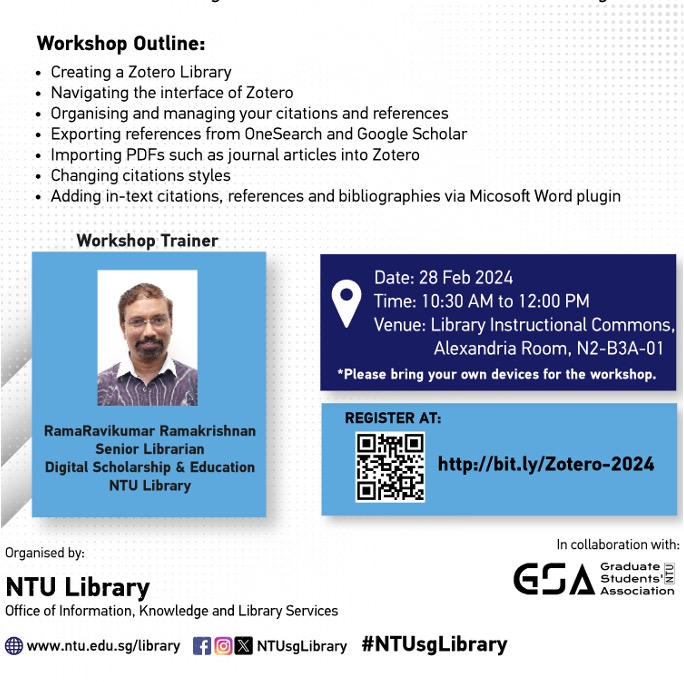 Workshop Outline:
• Creating a Zotero Library
• Navigating the interface of Zotero
• Organising and managing your citations and references
• Exporting references from OneSearch and Google Scholar
• Importing PDFs such as journal articles into Zotero
• Changing citations styles
• Adding in-text citations, references and bibliographies via Micosoft Word plugin
Workshop Trainer
RamaRavikumar Ramakrishnan
Senior Librarian
Digital Scholarship & Education
NTU Library
Date: 28 Feb 2024
Time: 10:30 AM to 12:00 PM
Venue: Library Instructional Commons,
Alexandria Room, N2-B3A-01
*Please bring your own devices for the workshop.
REGISTER AT:
http://bit.ly/Zotero-2024
Organised by:
NTU Library
Office of Information, Knowledge and Library Services
In collaboration with:
GSA
Graduate
Students'
Association
NTU
www.ntu.edu.sg/library
NTUsgLibrary
#NTUsgLibrary